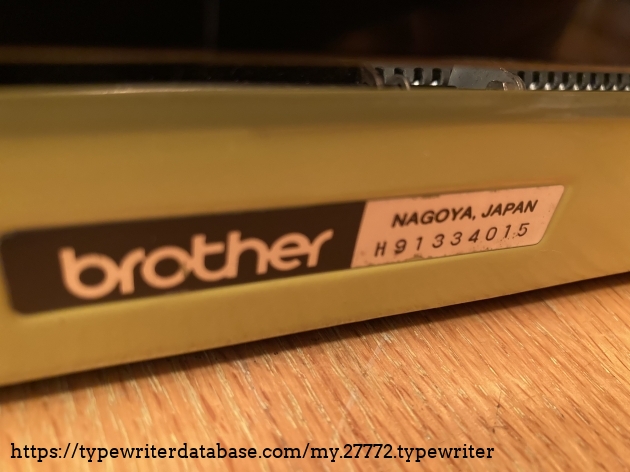 brother
NAGOYA, JAPAN
H91334015
https://typewriterdatabase.com/my.27772.typewriter